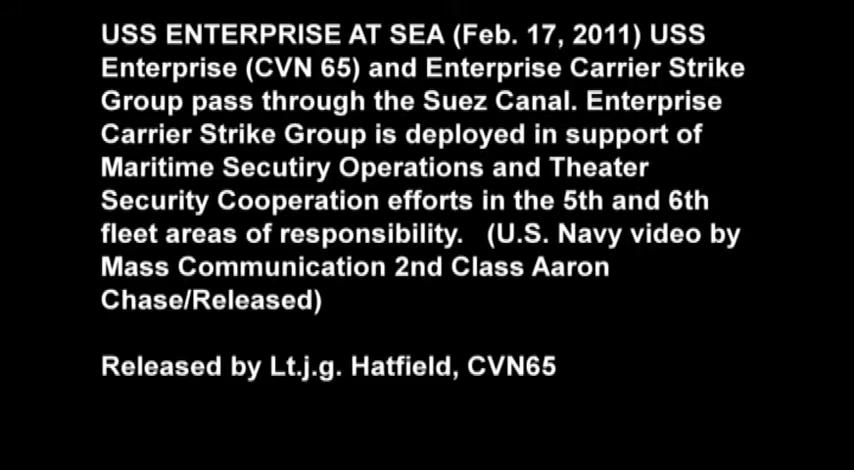 USS ENTERPRISE AT SEA (Feb. 17, 2011) USS
Enterprise (CVN 65) and Enterprise Carrier Strike
Group pass through the Suez Canal. Enterprise
Carrier Strike Group is deployed in support of
Maritime Secutiry Operations and Theater
Security Cooperation efforts in the 5th and 6th
fleet areas of responsibility.   (U.S. Navy video by
Mass Communication 2nd Class Aaron
Chase/Released)
Released by Lt.j.g. Hatfield, CVN65